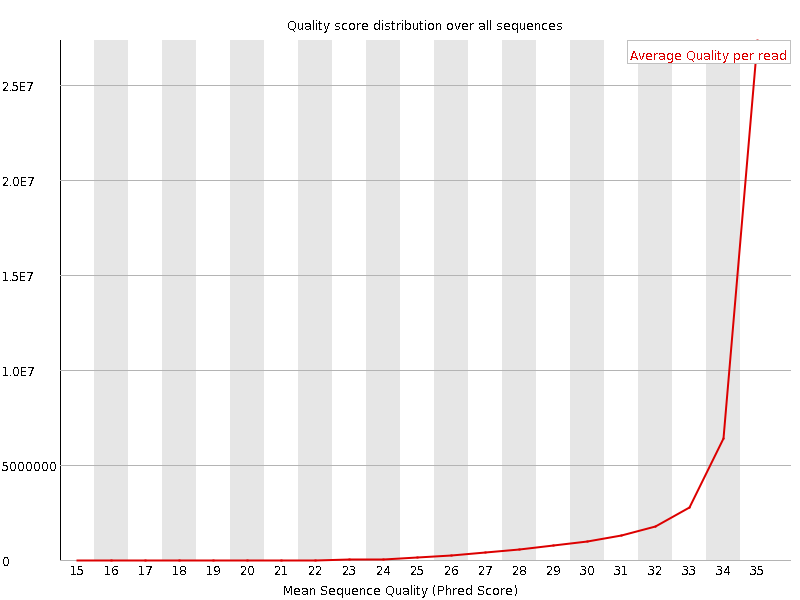 Quality score distribution over all sequences
Average Quality per read
2.5E7
2.0E7
1.5E7
1.0E7
5000000
0
15 16 17 18 19 20 21 22 23 24 25 26 27 28 29 30 31 32 33 34 35
Mean Sequence Quality (Phred Score)